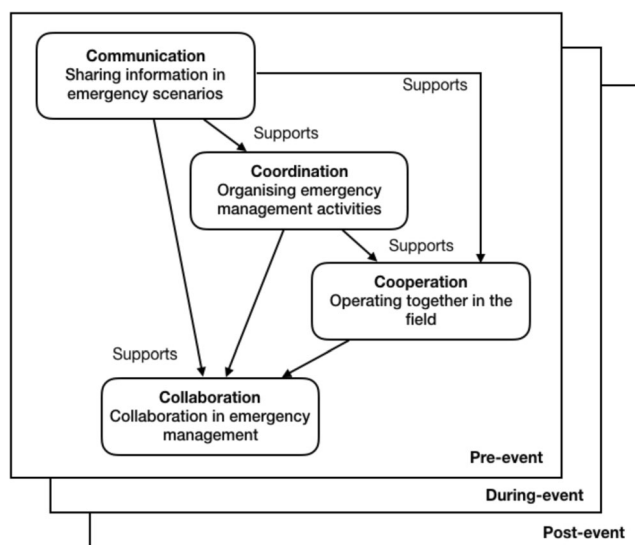 Communication
Sharing information in
emergency scenarios
Supports
Supports
Coordination
Organising emergency
management activities
Supports
Cooperation
Operating together in the
field
Supports
Collaboration
Collaboration in emergency
management
Pre-event
During-event
Post-event